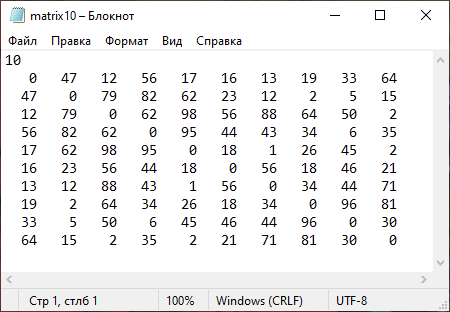 matrix10 – Блокнот
Файл Правка Формат Вид Справка
10
0 47 12 56 17 16 13 19 33 64
47 0 79 82 62 23 12 2 5 15
12 79 0 62 98 56 88 64 50 2
56 82 62 0 95 44 43 34 6 35
17 62 98 95 0 18 1 26 45 2
16 23 56 44 18 0 56 18 46 21
13 12 88 43 1 56 0 34 44 71
19 2 64 34 26 18 34 0 96 81
33 5 50 6 45 46 44 96 0 30
64 15 2 35 2 21 71 81 30 0
Стр 1, стлб 1 100% Windows (CRLF) UTF-8